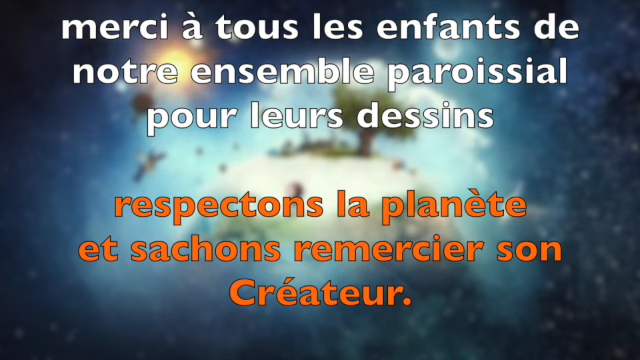 merci à tous les enfants de
notre ensemble paroissial
pour leurs dessins
respectons la planète
et sachons remercier son
Créateur.